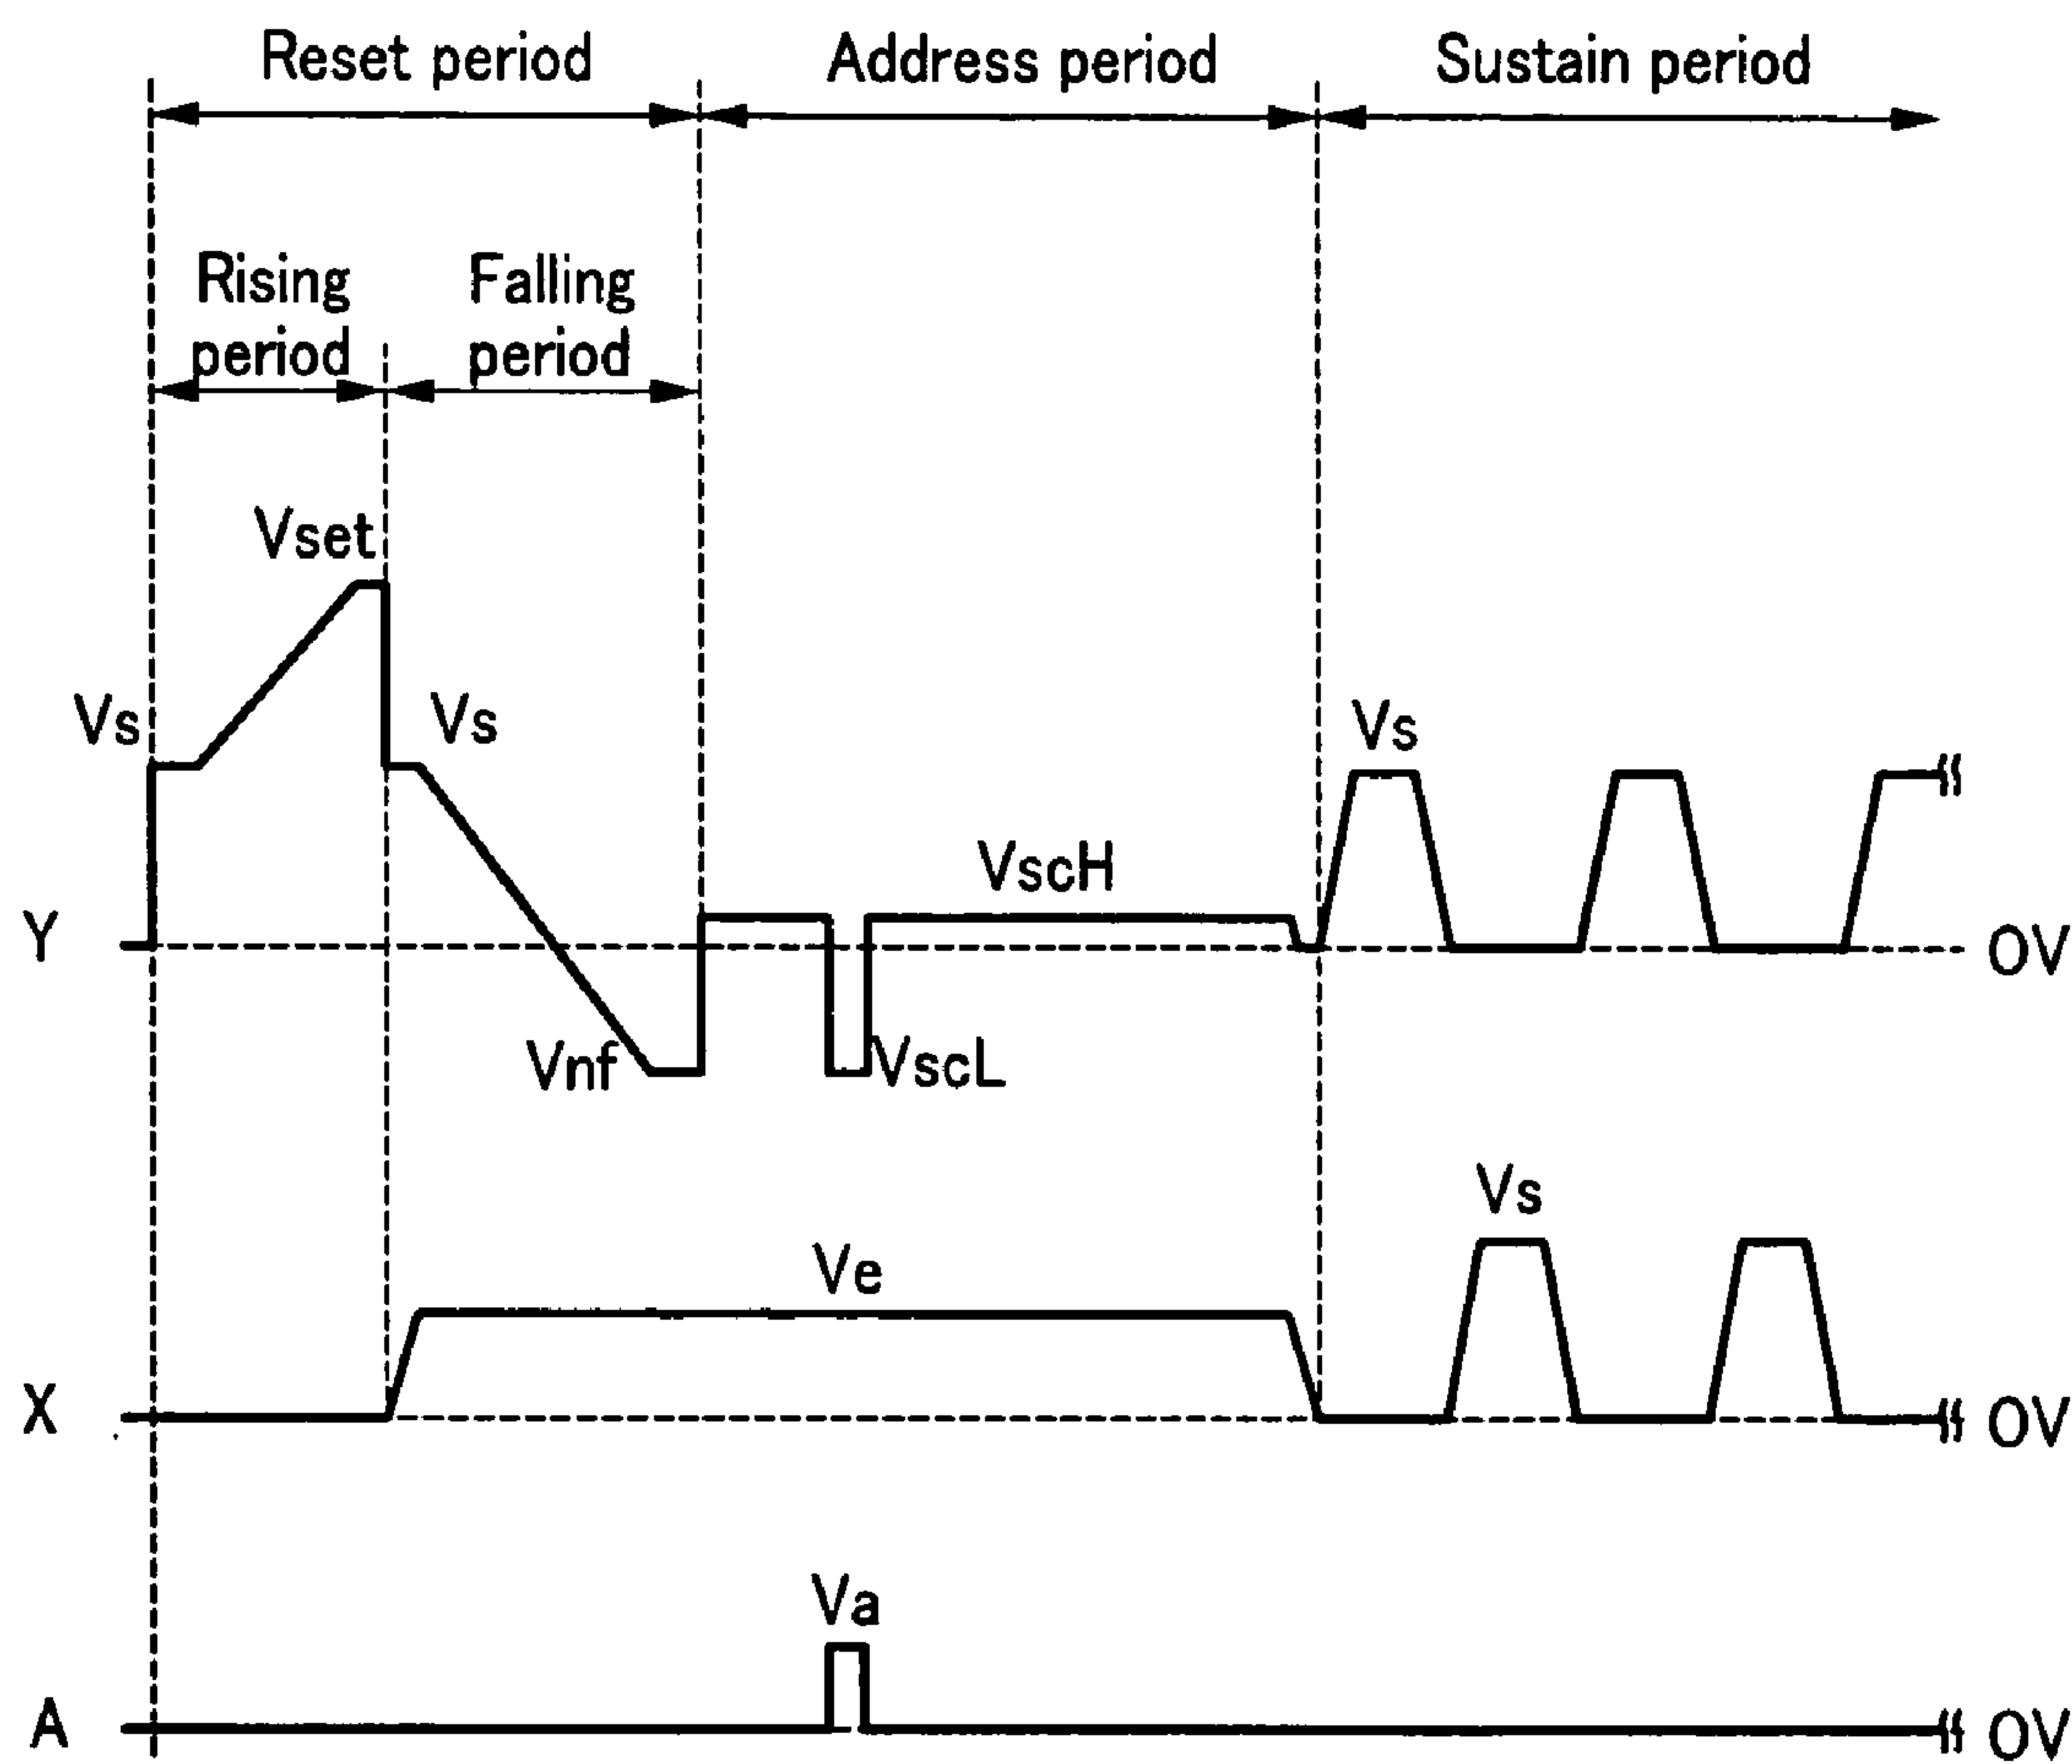 Reset period
Address period
Sustain period
Rising
period
Falling
period
Vset
Vs
Vs
Vs
VscH
Y
0V
Vnf
VscL
Vs
Ve
X
0V
Va
A
0V